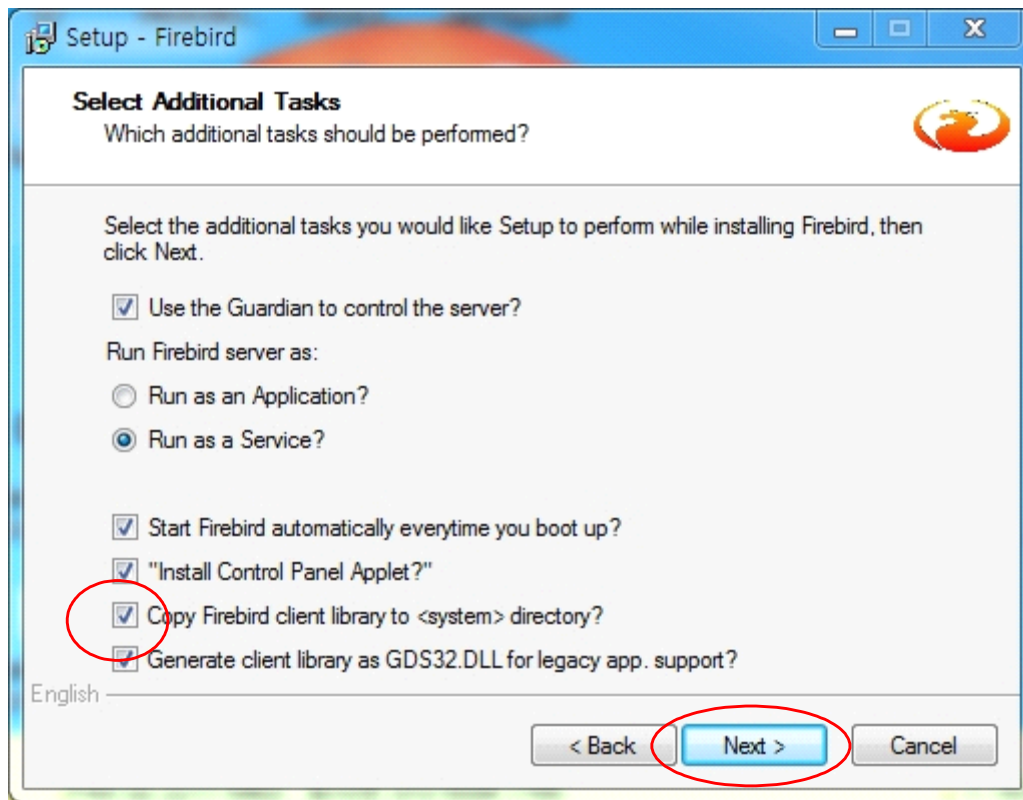 Setup - Firebird
Select Additional Tasks
Which additional tasks should be performed?
Select the additional tasks you would like Setup to perform while installing Firebird, then
click Next.
Use the Guardian to control the server?
Run Firebird server as:
Run as an Application?
Run as a Service?
Start Firebird automatically everytime you boot up?
"Install Control Panel Applet?"
Copy Firebird client library to <system> directory?
Generate client library as GDS32.DLL for legacy app. support?
English
< Back
Next >
Cancel